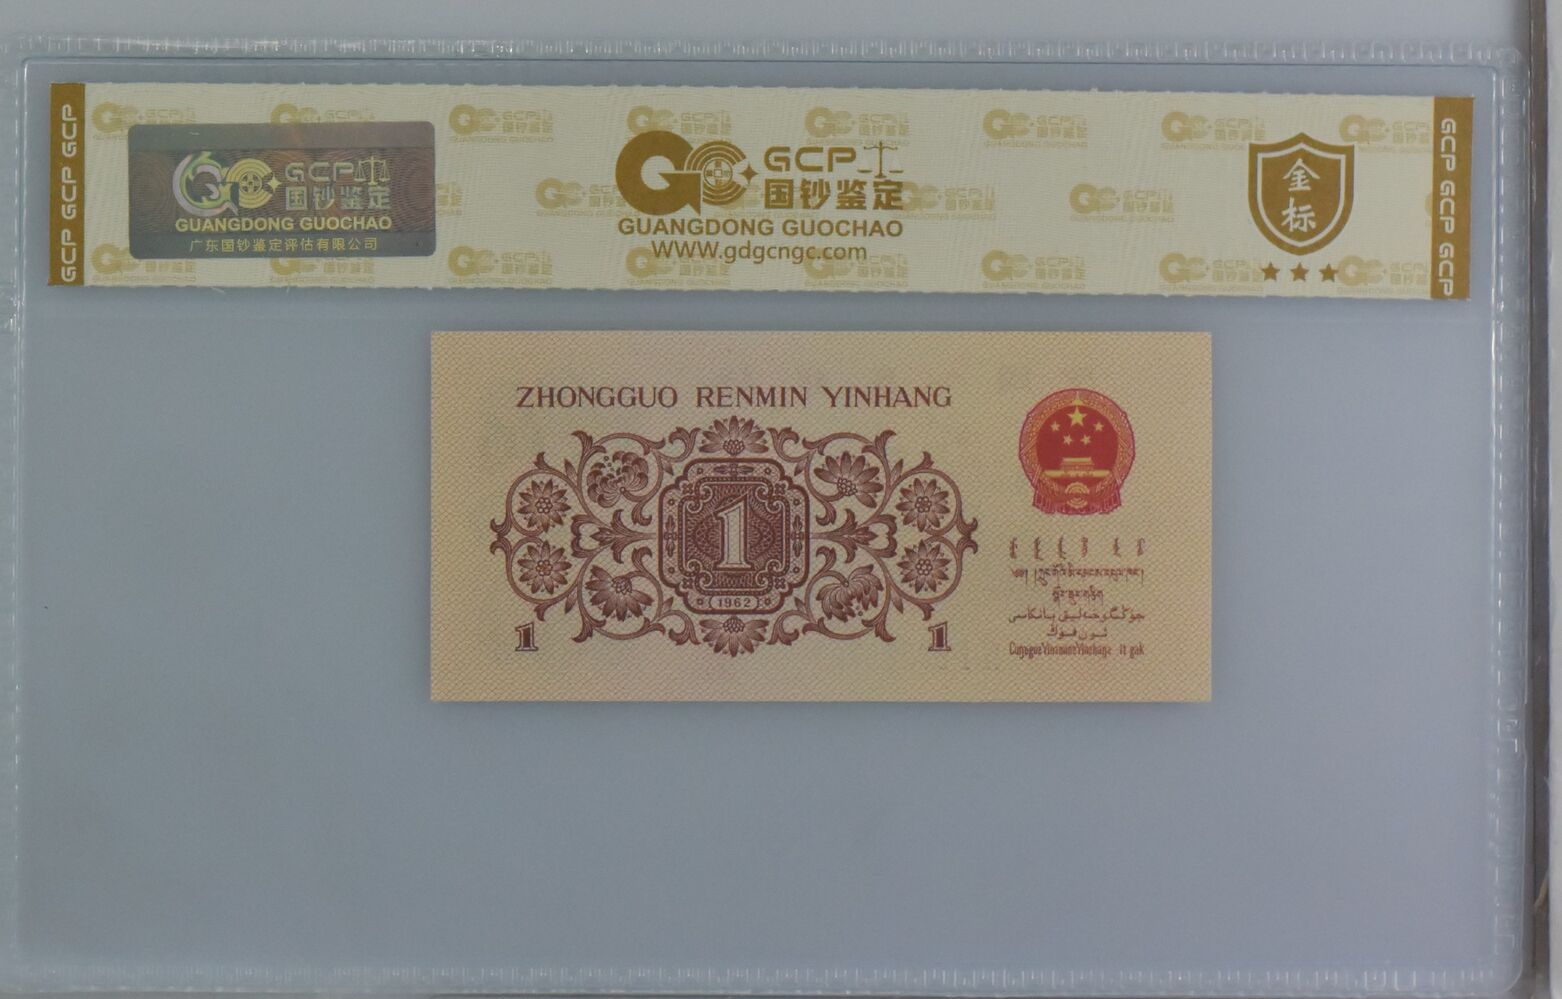 GCP GCP GCP
GCP 国钞鉴定
GUANGDONG GUOCHAO
广东国钞鉴定评估有限公司
GCP
国钞鉴定
GUANGDONG GUOCHAO
WWW.gdgcngc.com
金标
GCP GCP GCP
ZHONGGUO RENMIN YINHANG
1
(1962)
1 1